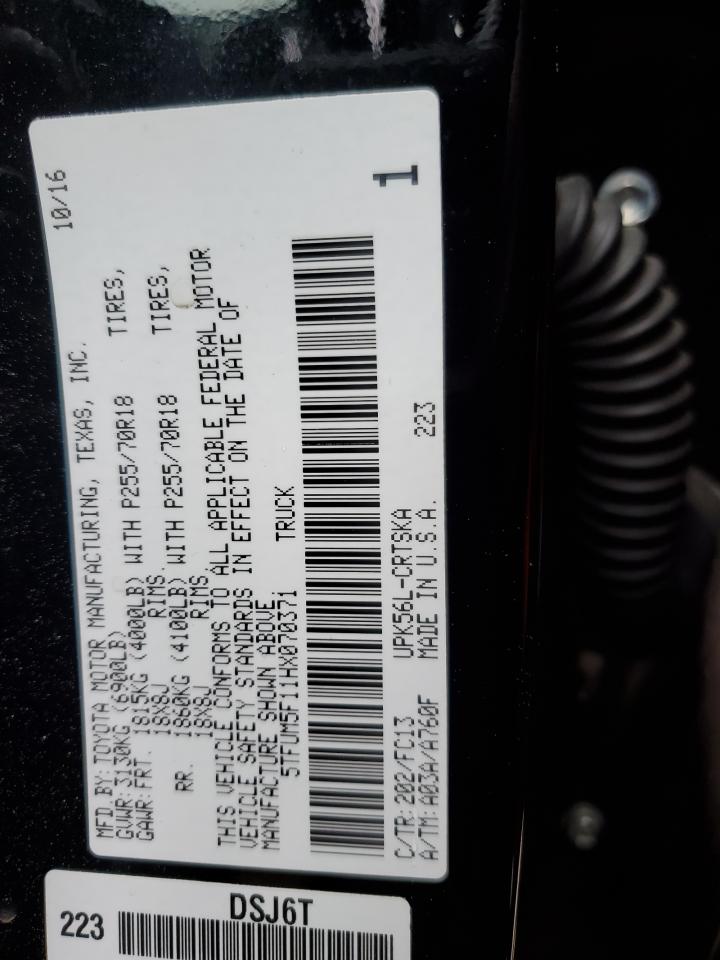 MFD. BY: TOYOTA MOTOR MANUFACTURING, TEXAS, INC. 10/16
GVWR: 3130KG (6900LB)
GAWR: FRT. 1815KG (4000LB) WITH P255/70R18 TIRES,
18X8J RIMS.
RR. 1860KG (4100LB) WITH P255/70R18 TIRES,
18X8J RIMS.
THIS VEHICLE CONFORMS TO ALL APPLICABLE FEDERAL MOTOR
VEHICLE SAFETY STANDARDS IN EFFECT ON THE DATE OF
MANUFACTURE SHOWN ABOVE.
5TFUM5F11HX070371 TRUCK
1
C/TR: 202/FC13 UPK56L-CRTSKA 223
A/TM: A03A/A760F MADE IN U.S.A.
223
DSJ6T